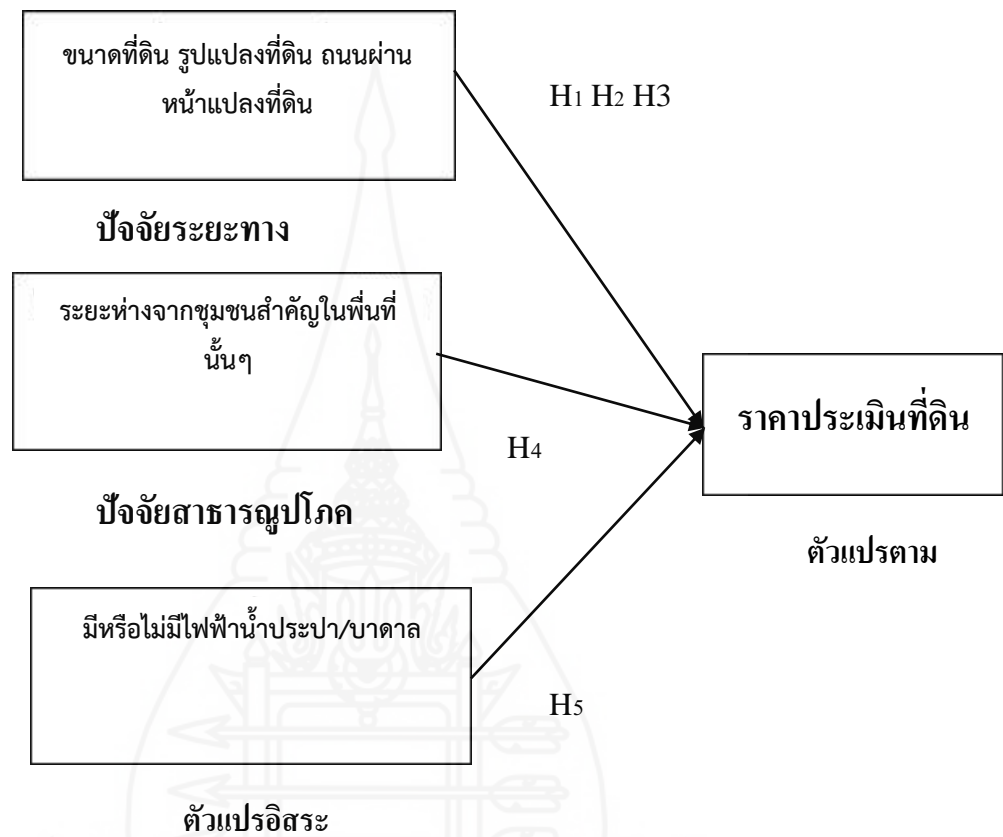 ขนาดที่ดิน รูปแปลงที่ดิน ถนนผ่าน
หน้าแปลงที่ดิน
H1 H2 H3
ปัจจัยระยะทาง
ระยะห่างจากชุมชนสำคัญในพื่นที่
นั้นๆ
ราคาประเมินที่ดิน
H4
ปัจจัยสาธารณูปโภค
ตัวแปรตาม
มีหรือไม่มีไฟฟ้าน้ำประปา/บาดาล
H5
ตัวแปรอิสระ